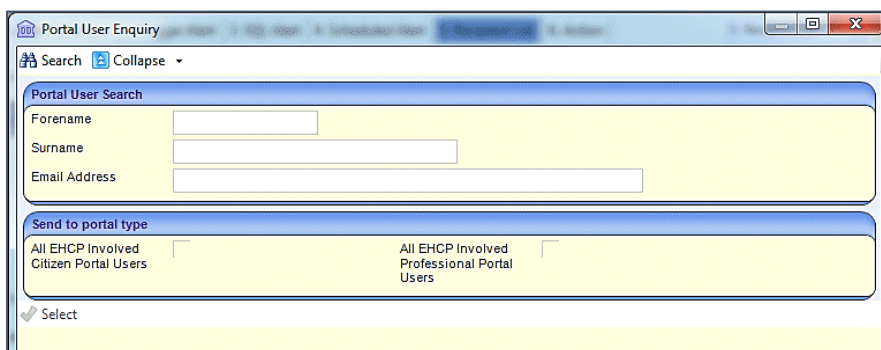 Portal User Enquiry
Search Collapse
Portal User Search
Forename
Surname
Email Address
Send to portal type
All EHCP Involved
Citizen Portal Users
All EHCP Involved
Professional Portal
Users
Select